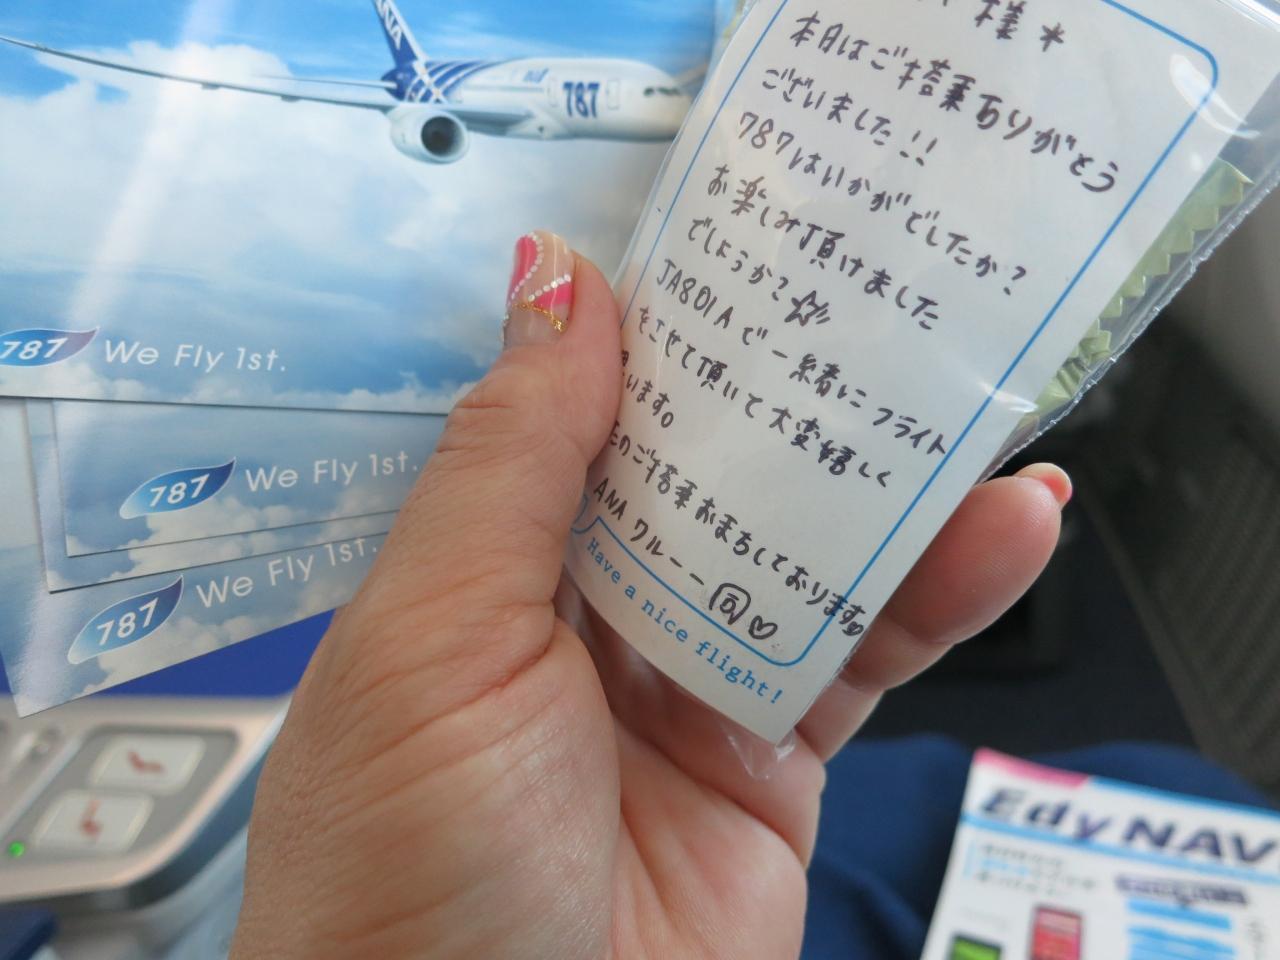 ANA
ana
787
787 We Fly 1st.
787 We Fly 1st.
787 We Fly 1st.
様*
本日はご搭乗ありがとう
ございました!!
787はいかがでしたか?
お楽しみ頂けました
でしょうか?☆彡
JA801Aで一緒にフライト
をさせて頂いて大変嬉しく
思います。
のご搭乗おまちしております。
ANA クルー一同♡
Have a nice flight!
Edy NAV